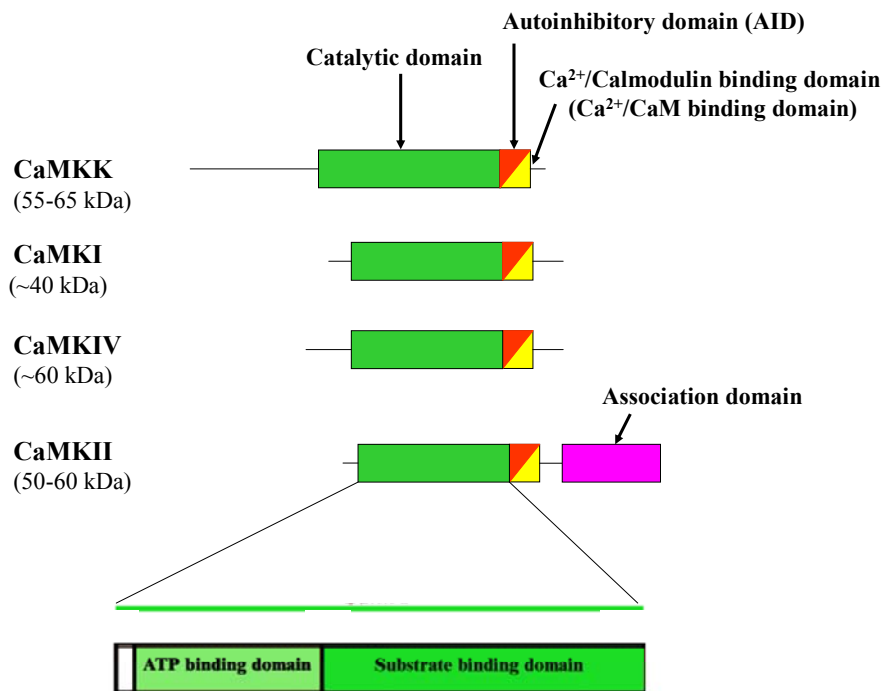 Autoinhibitory domain (AID)
Catalytic domain
Ca²⁺/Calmodulin binding domain
(Ca²⁺/CaM binding domain)
CaMKK
(55-65 kDa)
CaMKI
(~40 kDa)
CaMKIV
(~60 kDa)
Association domain
CaMKII
(50-60 kDa)
ATP binding domain
Substrate binding domain